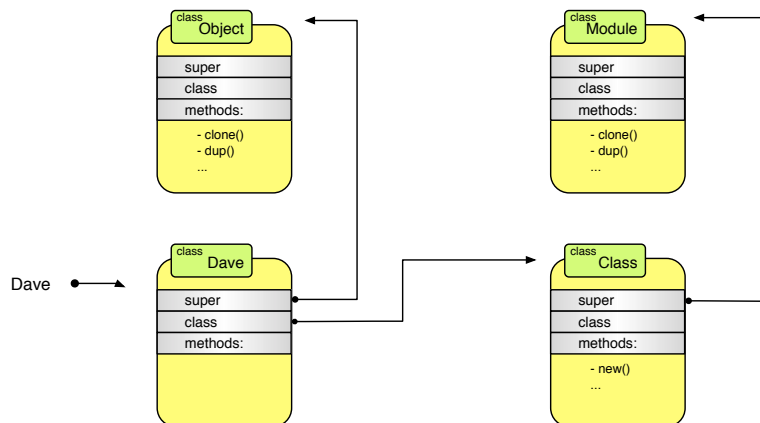 class
Object
super
class
methods:
- clone()
- dup()
...
class
Module
super
class
methods:
- clone()
- dup()
...
Dave
class
Dave
super
class
methods:
class
Class
super
class
methods:
- new()
...